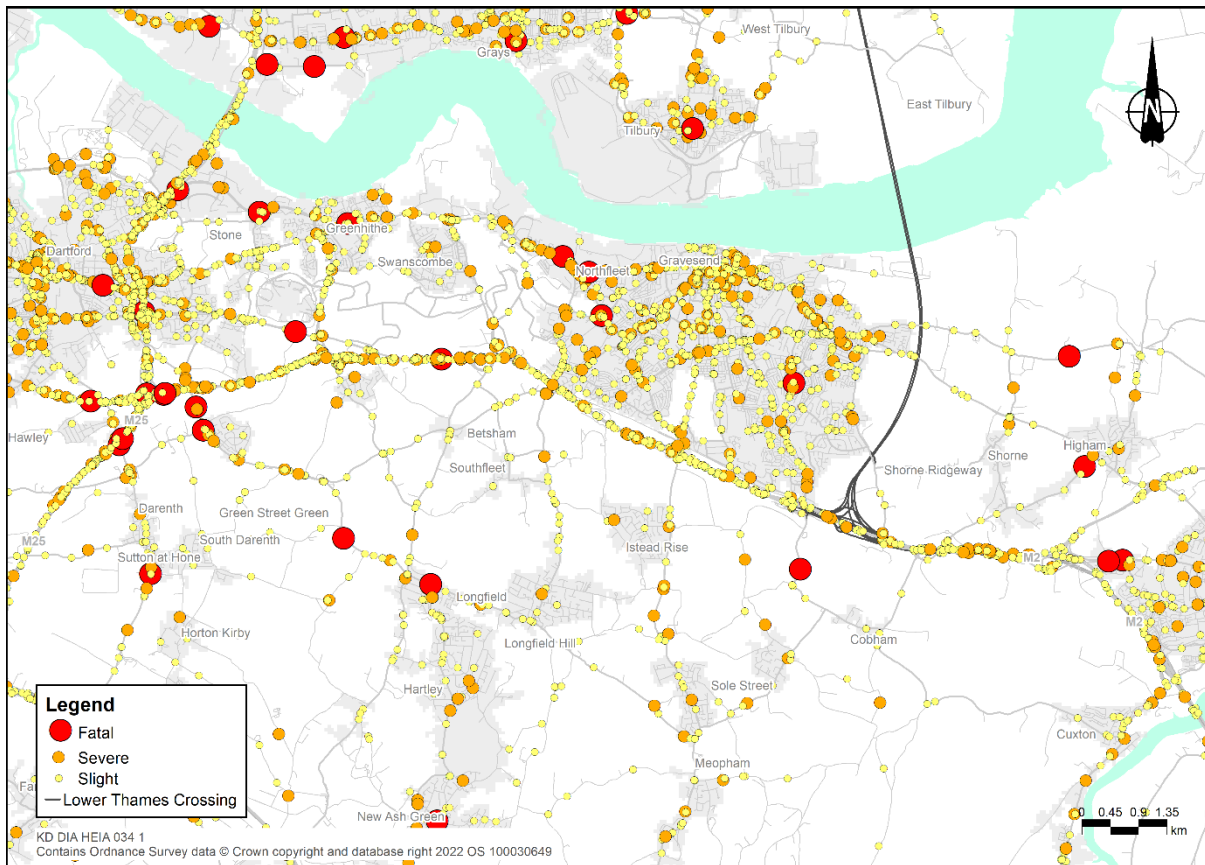 West Tilbury
Grays
East Tilbury
N
Tilbury
Stone
Greenhithe
Dartford
Swanscombe
Northfleet
Gravesend
M25
Hawley
Betsham
Southfleet
Shorne Ridgeway
Shorne
Higham
Darenth
Green Street Green
M25
South Darenth
Istead Rise
Sutton at Hone
M2
Longfield
Horton Kirby
Longfield Hill
Cobham
M2
Hartley
Sole Street
Legend
Fatal
Severe
Slight
Lower Thames Crossing
Cuxton
Meopham
New Ash Green
0 0.45 0.9 1.35
km
KD DIA HEIA 034 1
Contains Ordnance Survey data © Crown copyright and database right 2022 OS 100030649